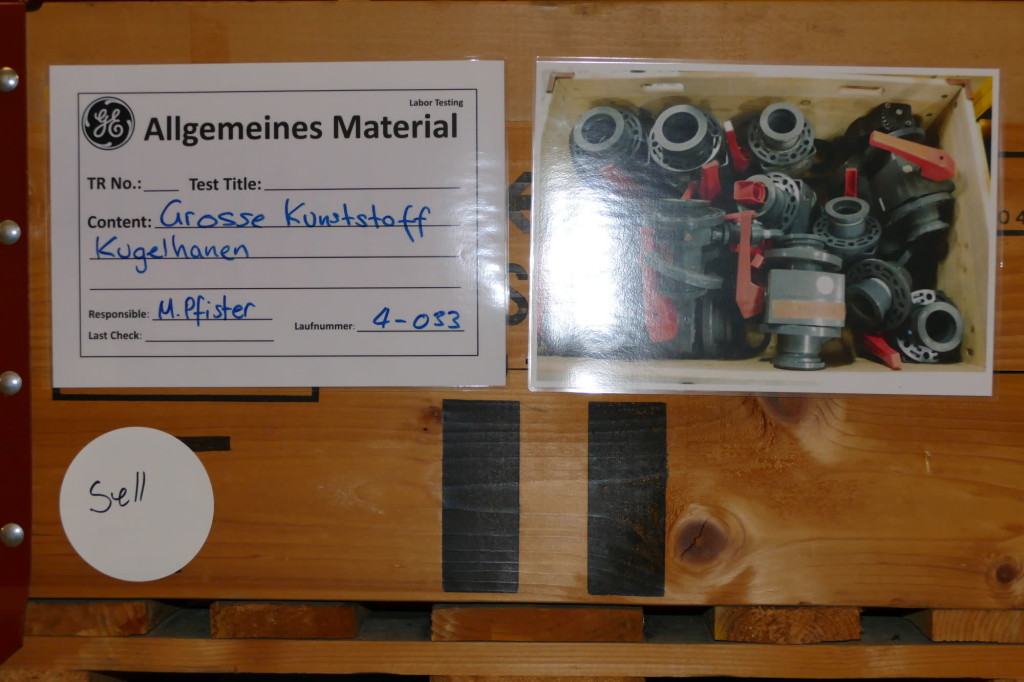 Labor Testing
GE Allgemeines Material
TR No.: Test Title:
Content: Grosse Kunststoff
Kugelhanen
Responsible: M. Pfister
Laufnummer: 4-033
Last Check:
Sell